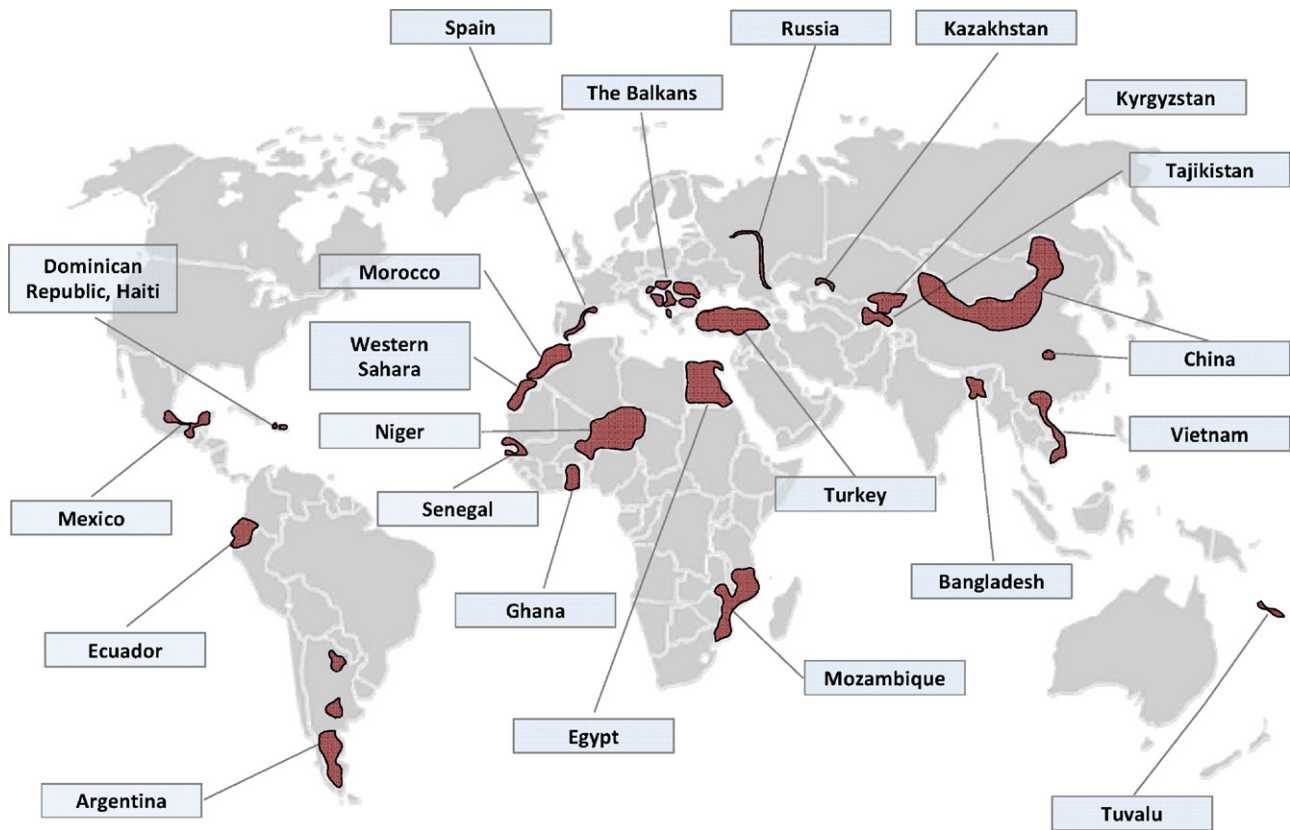 Spain
Russia
Kazakhstan
The Balkans
Kyrgyzstan
Tajikistan
Dominican
Republic, Haiti
Morocco
Western
Sahara
China
Niger
Vietnam
Senegal
Turkey
Mexico
Bangladesh
Ghana
Ecuador
Mozambique
Egypt
Argentina
Tuvalu